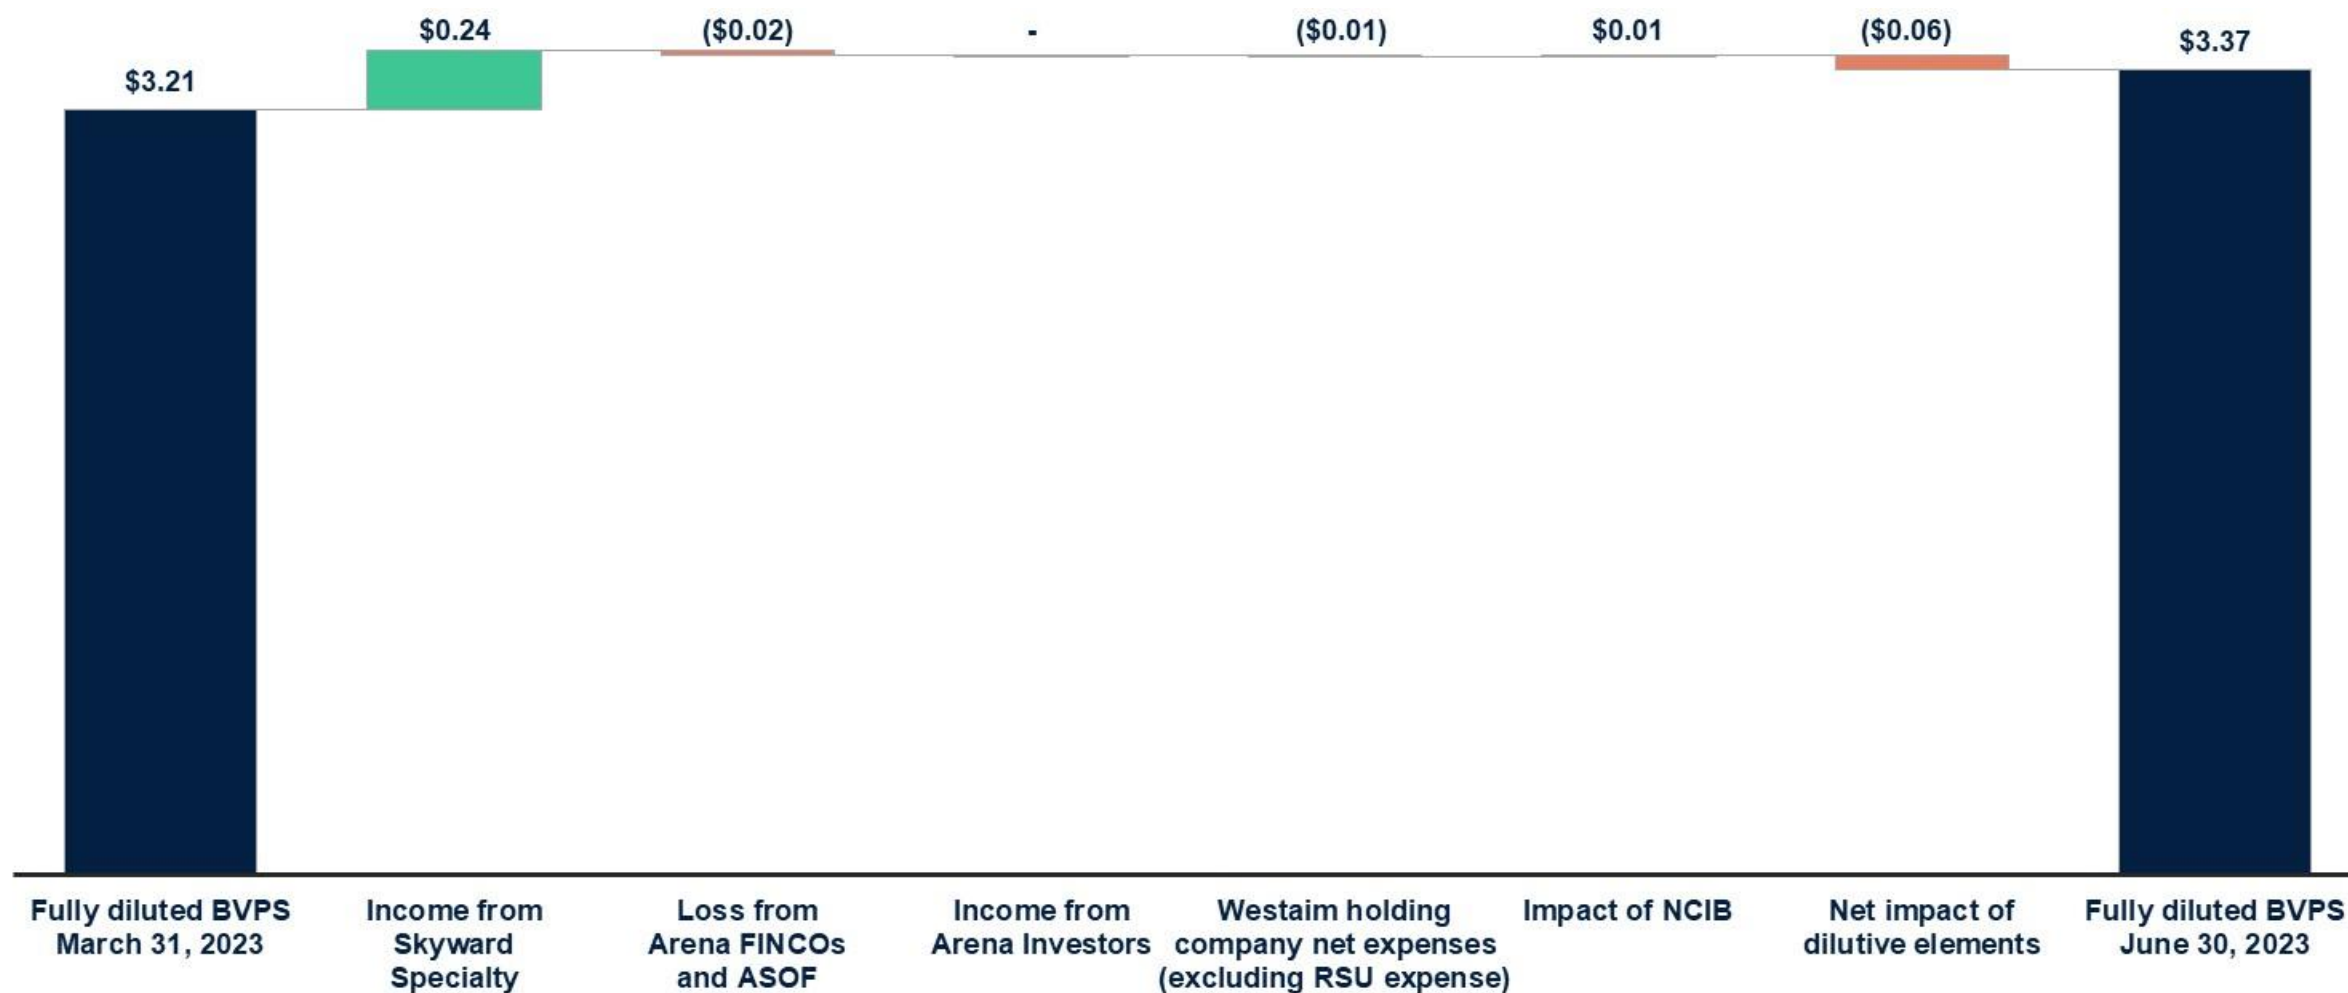 $3.21
$0.24
($0.02)
-
($0.01)
$0.01
($0.06)
$3.37
Fully diluted BVPS
March 31, 2023
Income from
Skyward
Specialty
Loss from
Arena FINCOs
and ASOF
Income from
Arena Investors
Westaim holding
company net expenses
(excluding RSU expense)
Impact of NCIB
Net impact of
dilutive elements
Fully diluted BVPS
June 30, 2023